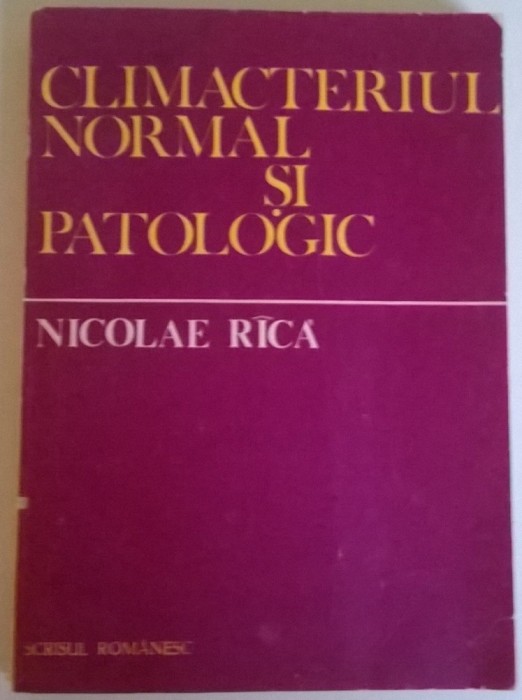 CLIMACTERIUL
NORMAL
ȘI
PATOLOGIC
NICOLAE RÎCĂ
SCRISUL ROMÂNESC